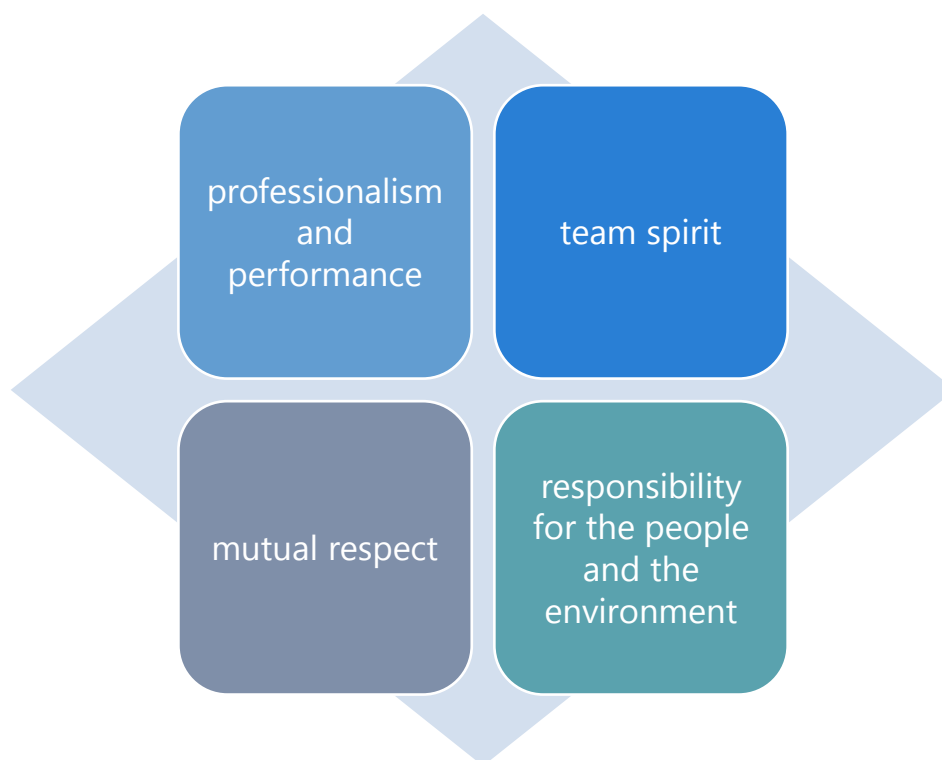 professionalism
and
performance
team spirit
mutual respect
responsibility
for the people
and the
environment